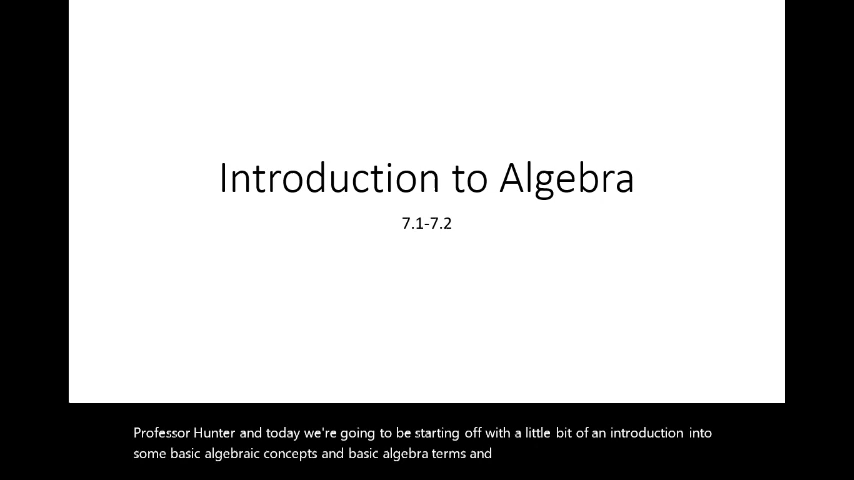 Introduction to Algebra
7.1-7.2
Professor Hunter and today we're going to be starting off with a little bit of an introduction into
some basic algebraic concepts and basic algebra terms and